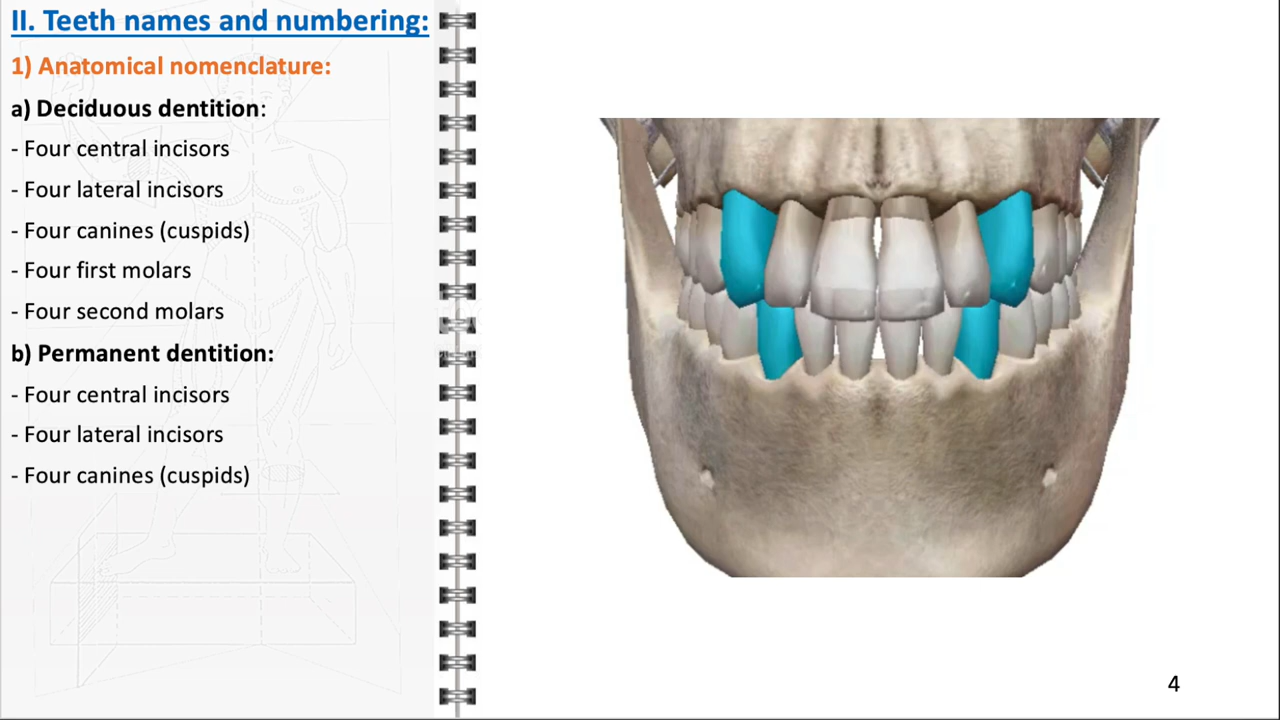 II. Teeth names and numbering:
1) Anatomical nomenclature:
a) Deciduous dentition:
- Four central incisors
- Four lateral incisors
- Four canines (cuspids)
- Four first molars
- Four second molars
b) Permanent dentition:
- Four central incisors
- Four lateral incisors
- Four canines (cuspids)
4